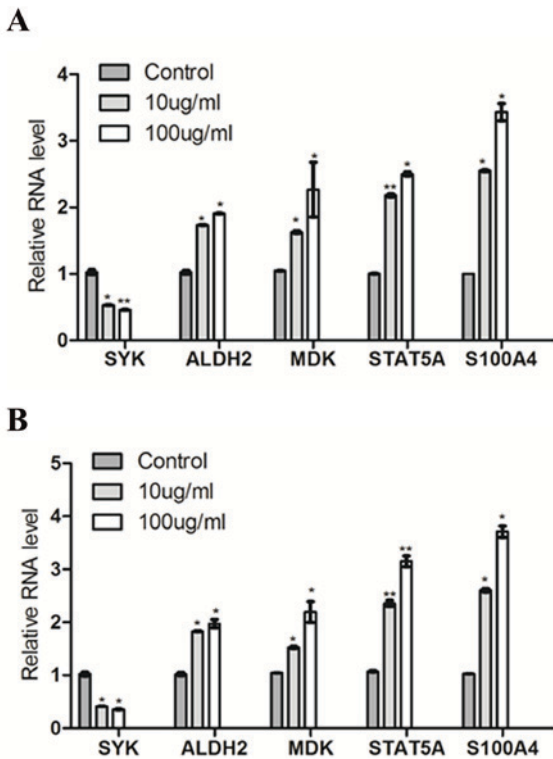 A
Relative RNA level
4
3
2
1
0
Control
10ug/ml
100ug/ml
* **
* *
* *
** *
* *
SYK ALDH2 MDK STAT5A S100A4
B
Relative RNA level
5
4
3
2
1
0
Control
10ug/ml
100ug/ml
* *
* *
* *
** **
* *
SYK ALDH2 MDK STAT5A S100A4